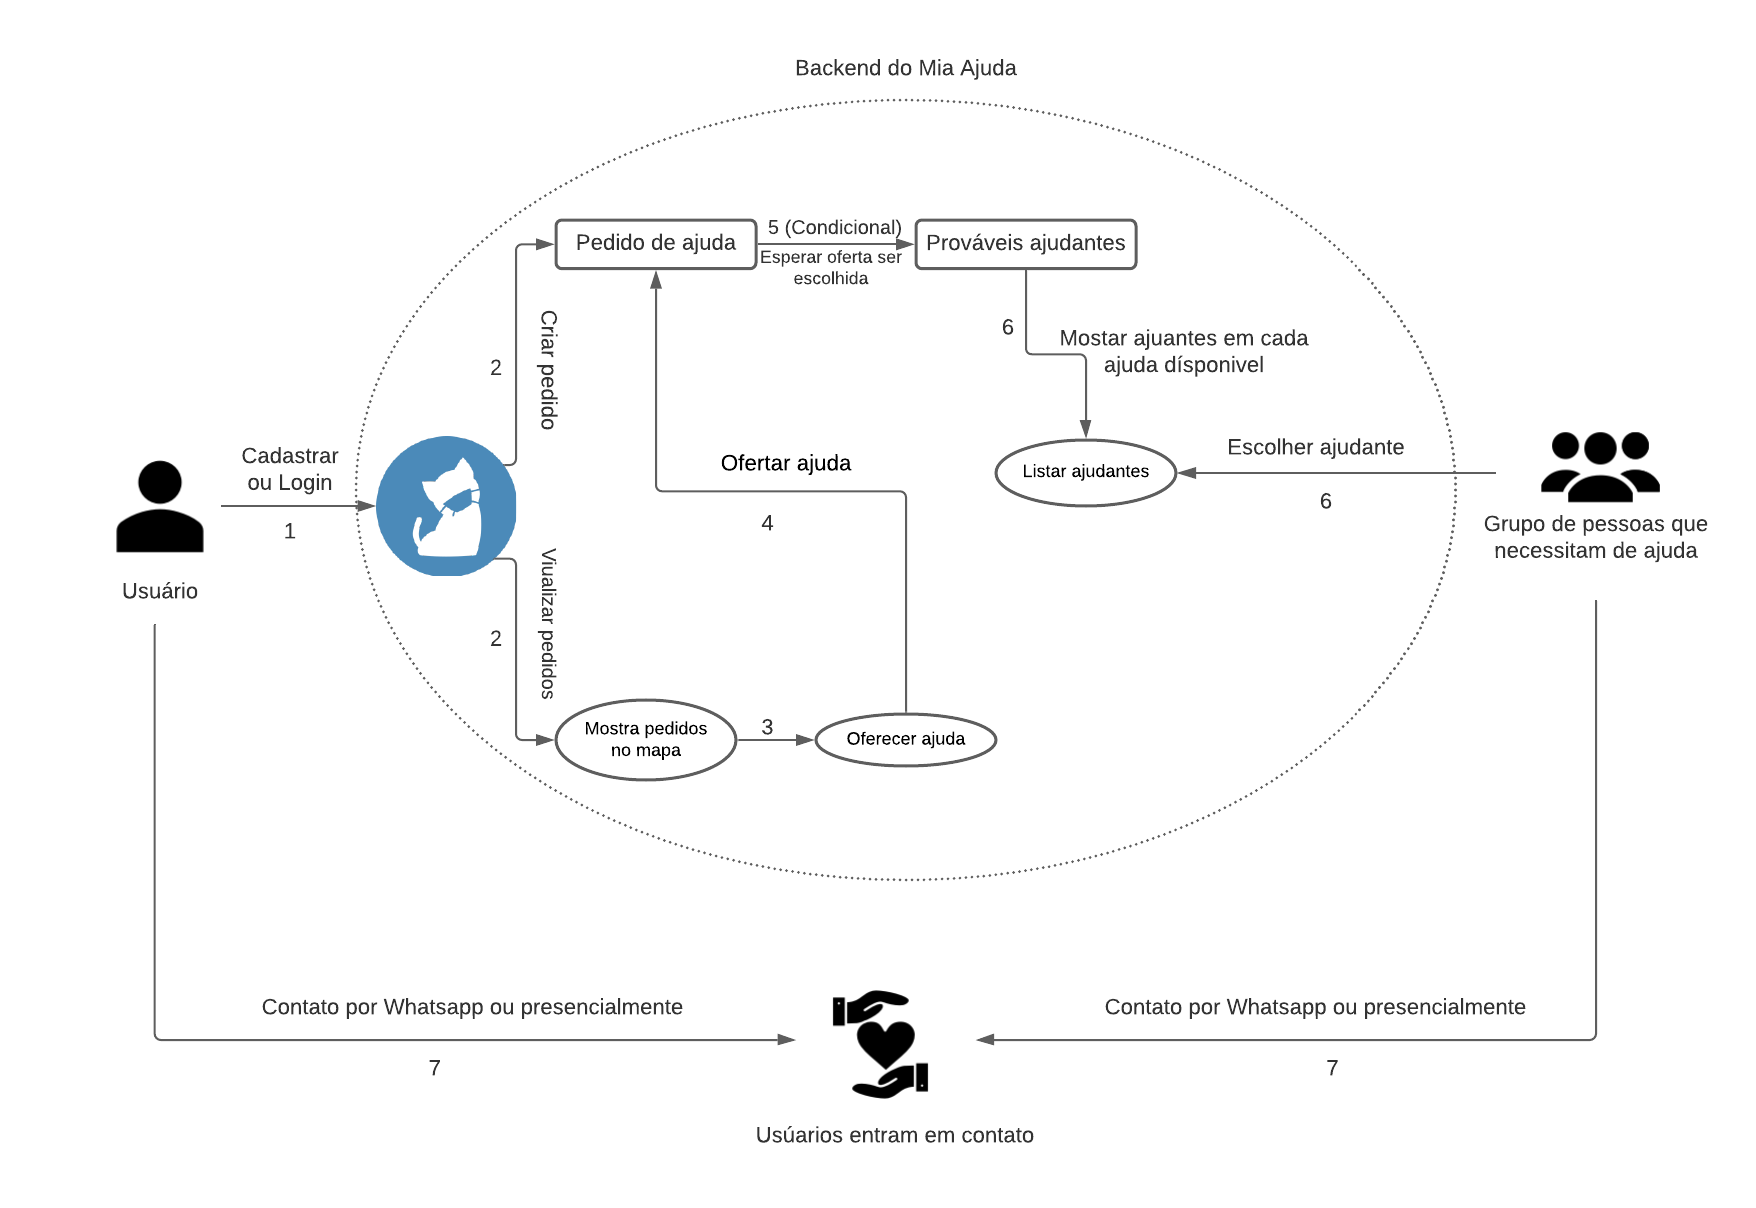 Backend do Mia Ajuda
Pedido de ajuda
5 (Condicional)
Esperar oferta ser
escolhida
Prováveis ajudantes
2
Criar pedido
6
Mostar ajuantes em cada
ajuda dísponivel
Cadastrar
ou Login
1
Usuário
Ofertar ajuda
4
Listar ajudantes
Escolher ajudante
6
Grupo de pessoas que
necessitam de ajuda
2
Viualizar pedidos
Mostra pedidos
no mapa
3
Oferecer ajuda
Contato por Whatsapp ou presencialmente
7
Contato por Whatsapp ou presencialmente
7
Usúarios entram em contato